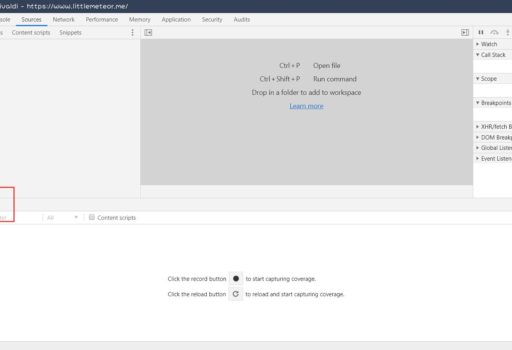 ivaldi - https://www.littlemeteor.me/
sole Sources Network Performance Memory Application Security Audits
s Content scripts Snippets
Watch
Call Stack
Ctrl + P Open file
Ctrl + Shift + P Run command
Scope
Drop in a folder to add to workspace
Learn more
Breakpoints
XHR/fetch B
DOM Breakp
Global Listene
Event Listene
All Content scripts
Click the record button to start capturing coverage.
Click the reload button to reload and start capturing coverage.